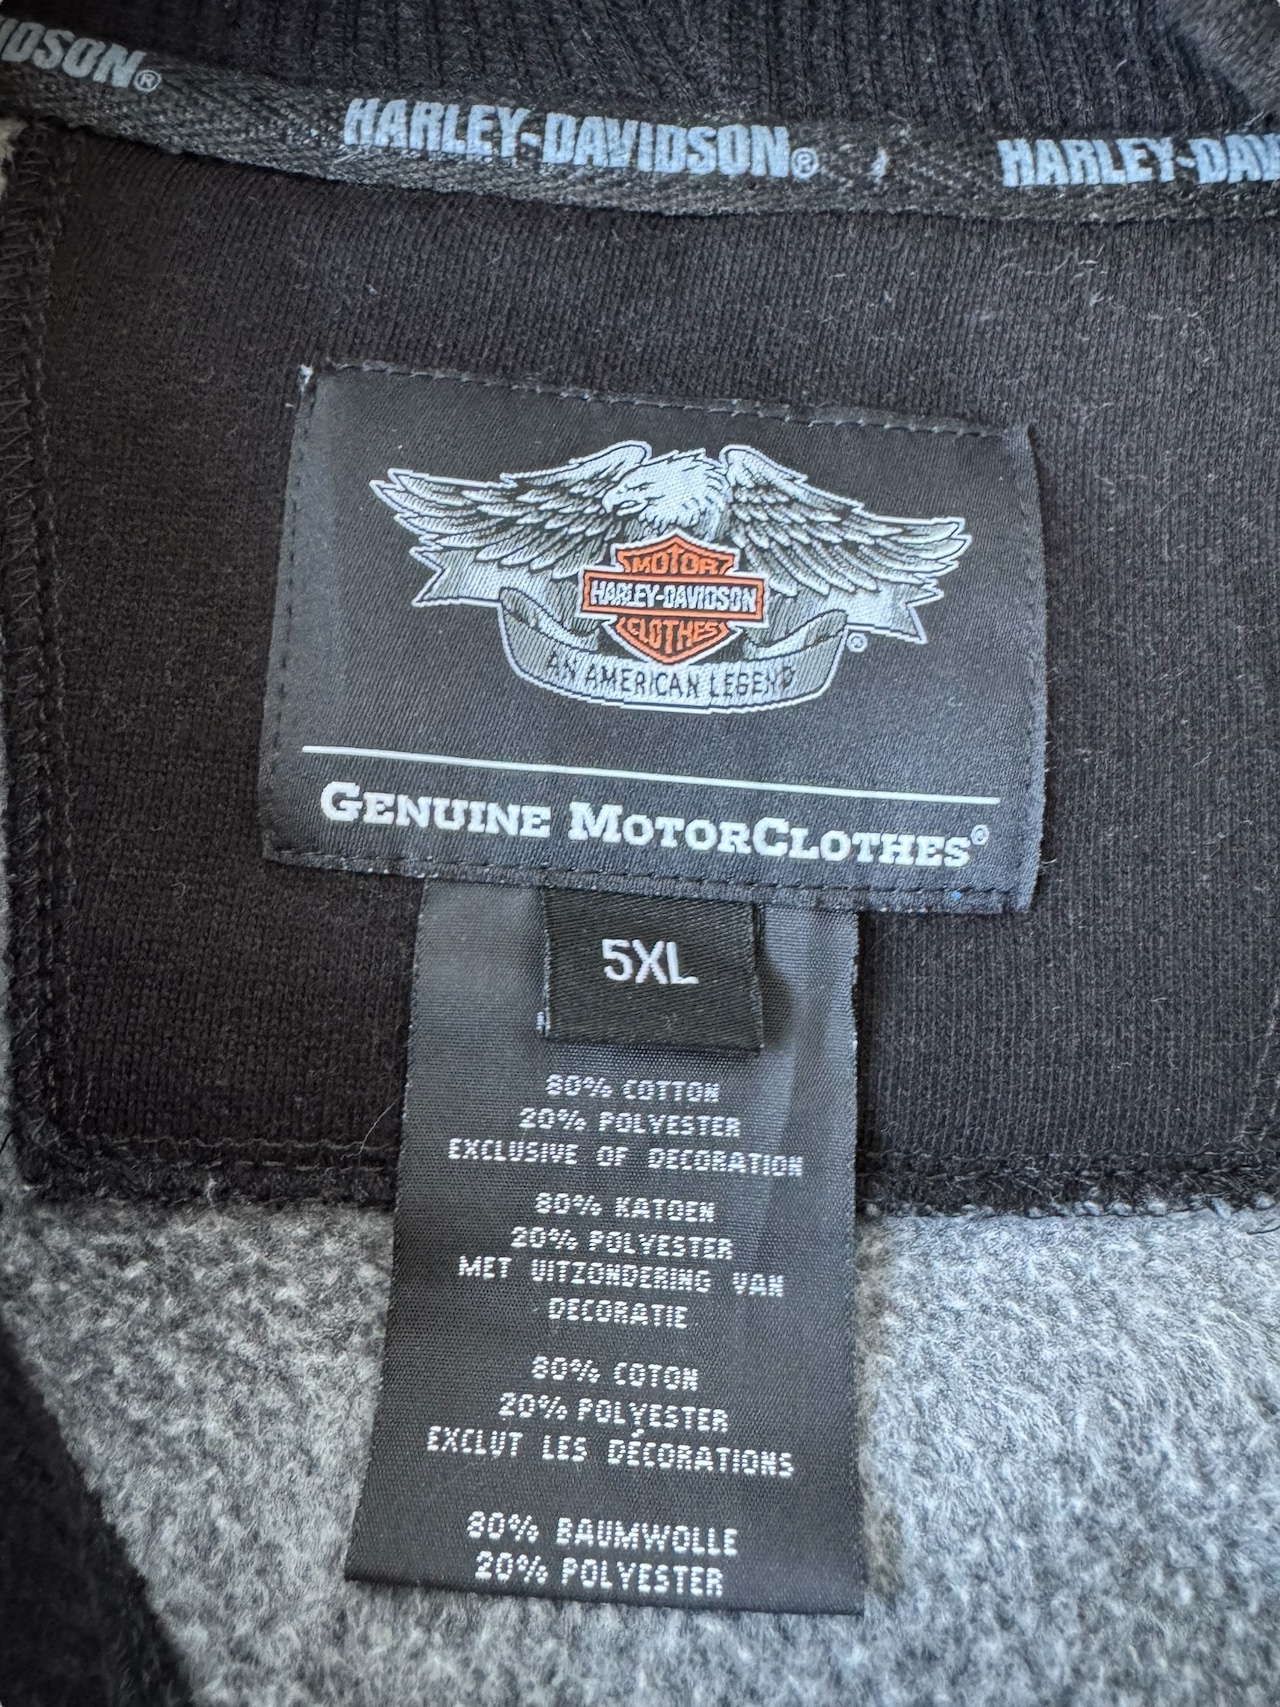 IDSON®
HARLEY-DAVIDSON®
HARLEY-DAV
MOTOR
HARLEY-DAVIDSON
CLOTHES
®
AN AMERICAN LEGEND
GENUINE MOTORCLOTHES®
5XL
80% COTTON
20% POLYESTER
EXCLUSIVE OF DECORATION
80% KATOEN
20% POLYESTER
MET UITZONDERING VAN
DECORATIE
80% COTON
20% POLYESTER
EXCLUT LES DÉCORATIONS
80% BAUMWOLLE
20% POLYESTER